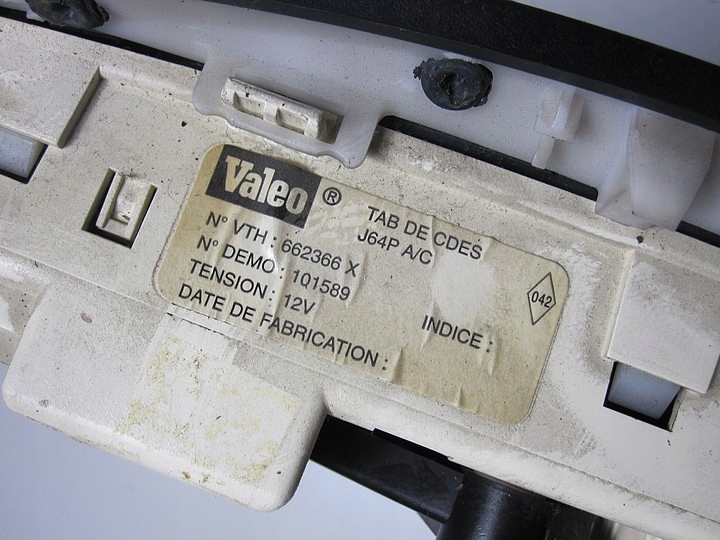 Valeo ®
TAB DE CDES
J64P A/C
N° VTH : 662366 X
N° DEMO : 101589
TENSION : 12V
INDICE :
DATE DE FABRICATION :
042